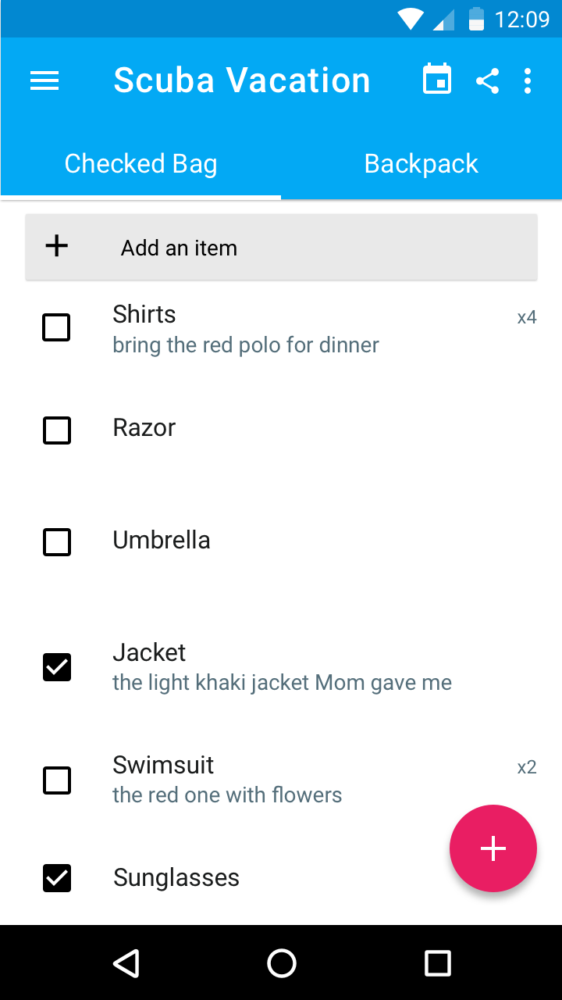 12:09
Scuba Vacation
Checked Bag
Backpack
Add an item
Shirts
x4
bring the red polo for dinner
Razor
Umbrella
Jacket
the light khaki jacket Mom gave me
Swimsuit
x2
the red one with flowers
Sunglasses